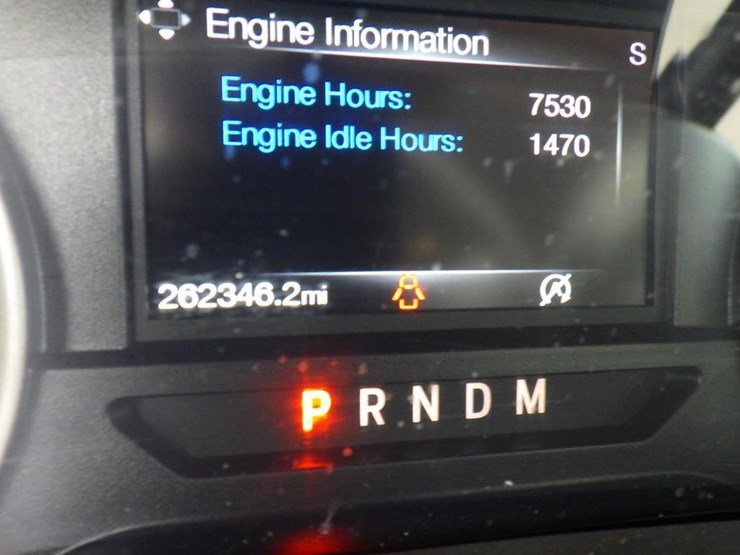 Engine Information
S
Engine Hours: 7530
Engine Idle Hours: 1470
262346.2mi
P R N D M